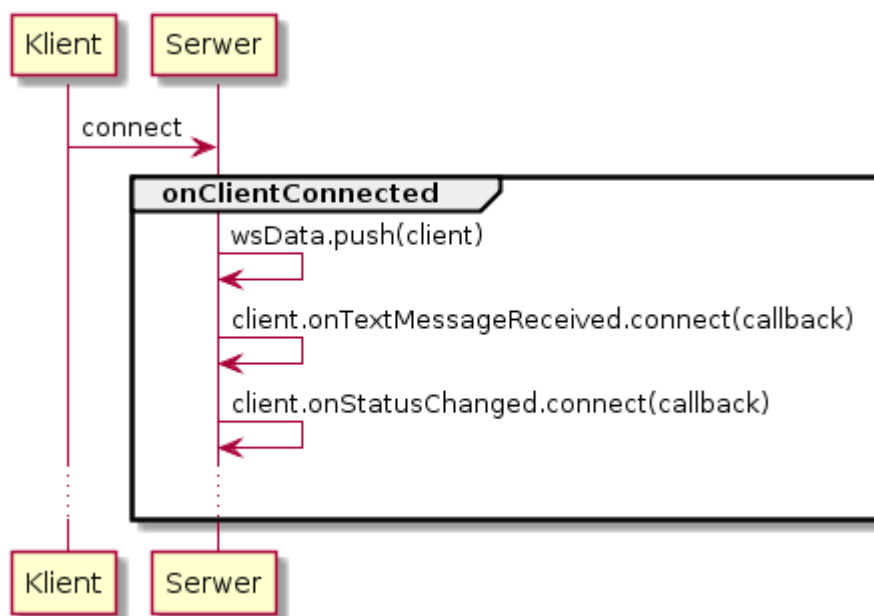 Klient Serwer
connect
onClientConnected
wsData.push(client)
client.onTextMessageReceived.connect(callback)
client.onStatusChanged.connect(callback)
Klient Serwer